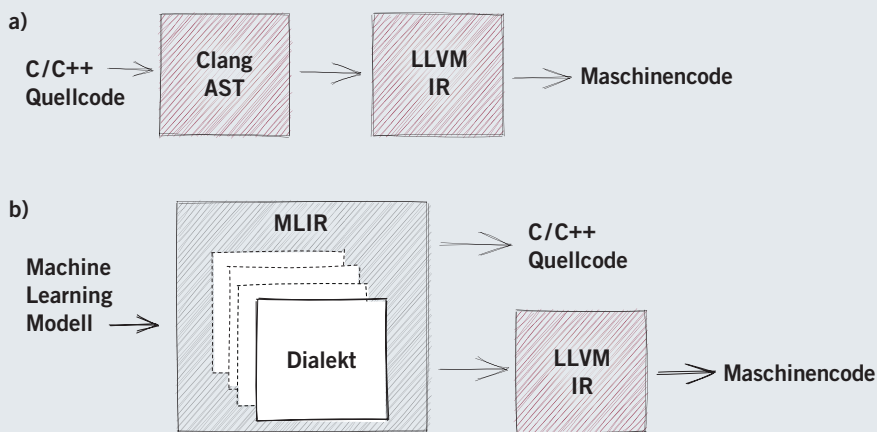 a)
C/C++
Quellcode
Clang
AST
LLVM
IR
Maschinencode
b)
Machine
Learning
Modell
MLIR
Dialekt
C/C++
Quellcode
LLVM
IR
Maschinencode